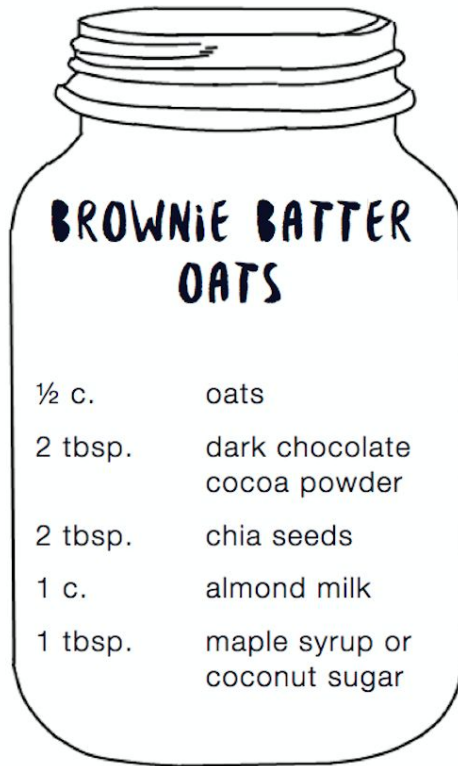 BROWNiE BATTER
OATS
½ c. oats
2 tbsp. dark chocolate
cocoa powder
2 tbsp. chia seeds
1 c. almond milk
1 tbsp. maple syrup or
coconut sugar